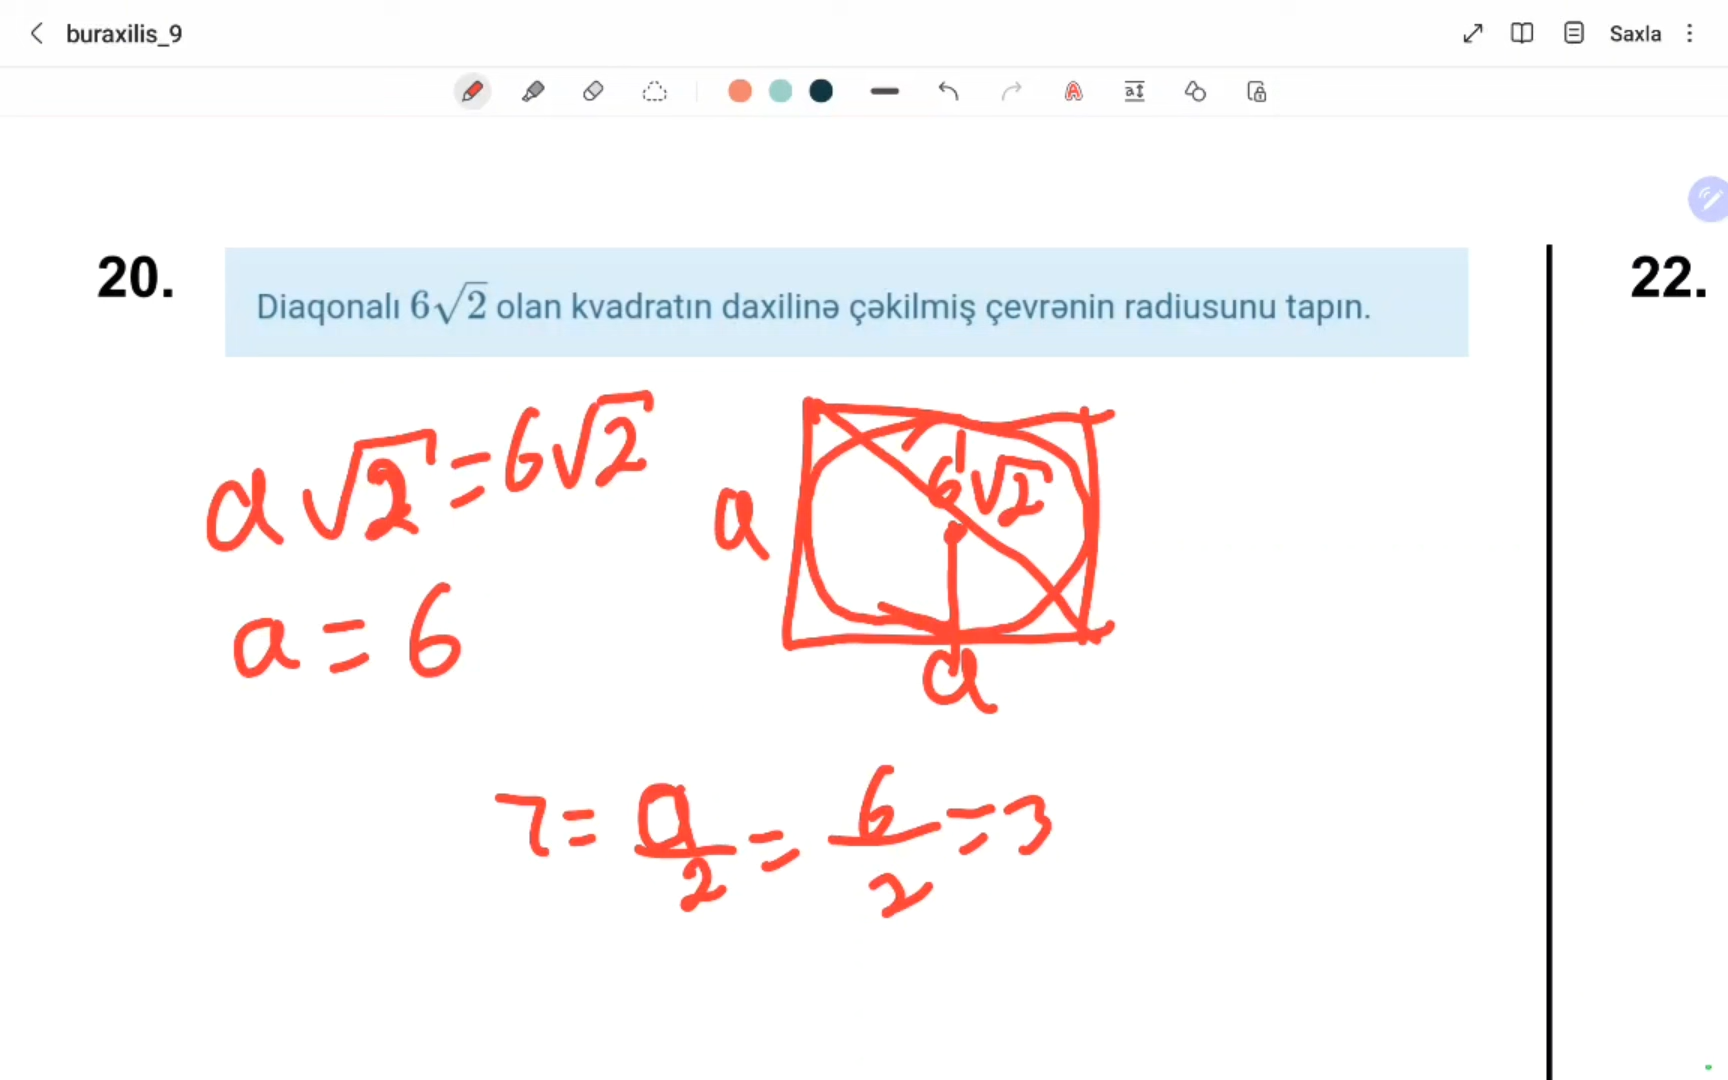 buraxilis_9
Saxla
20.
Diaqonalı 6√2 olan kvadratın daxilinə çəkilmiş çevrənin radiusunu tapın.
22.
a√2 = 6√2
a = 6
a
6√2
a
r = a/2 = 6/2 = 3